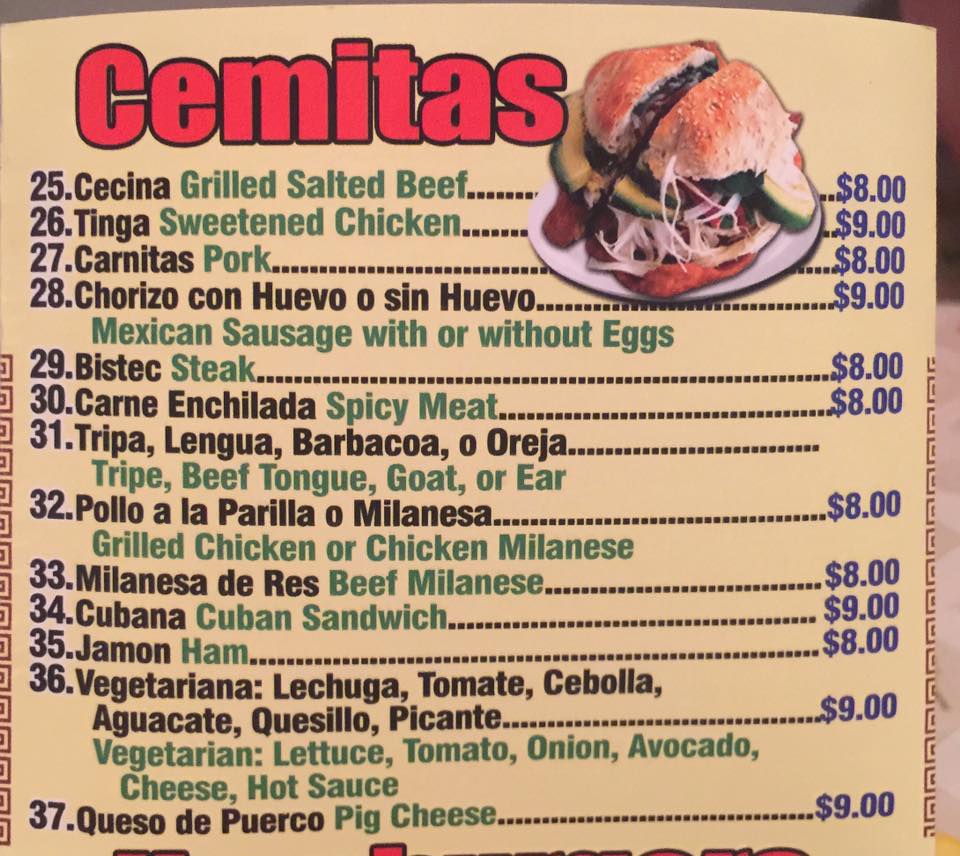 Cemitas
25.Cecina Grilled Salted Beef.......$8.00
26.Tinga Sweetened Chicken.......$9.00
27.Carnitas Pork.......$8.00
28.Chorizo con Huevo o sin Huevo.......$9.00
Mexican Sausage with or without Eggs
29.Bistec Steak.......$8.00
30.Carne Enchilada Spicy Meat.......$8.00
31.Tripa, Lengua, Barbacoa, o Oreja.......
Tripe, Beef Tongue, Goat, or Ear
32.Pollo a la Parilla o Milanesa.......$8.00
Grilled Chicken or Chicken Milanese
33.Milanesa de Res Beef Milanese.......$8.00
34.Cubana Cuban Sandwich.......$9.00
35.Jamon Ham.......$8.00
36.Vegetariana: Lechuga, Tomate, Cebolla,
Aguacate, Quesillo, Picante.......$9.00
Vegetarian: Lettuce, Tomato, Onion, Avocado,
Cheese, Hot Sauce
37.Queso de Puerco Pig Cheese.......$9.00